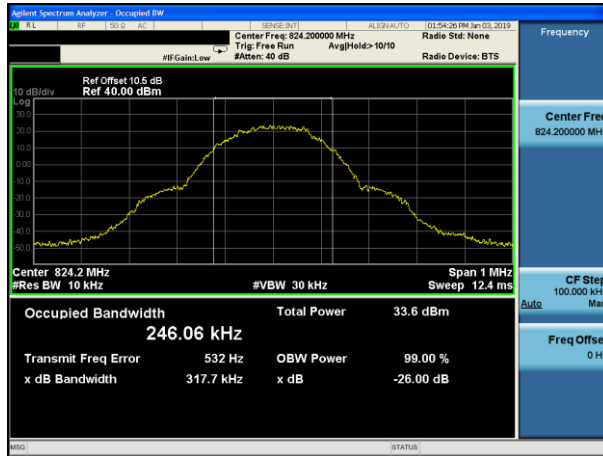 Agilent Spectrum Analyzer - Occupied BW
RL RF 50 Ω AC SENSE:INT ALIGNAUTO 01:54:26 PM Jan 03, 2019
Center Freq: 824.200000 MHz Radio Std: None
Trig: Free Run Avg|Hold:>10/10
#IFGain:Low #Atten: 40 dB Radio Device: BTS
Frequency
Ref Offset 10.5 dB
10 dB/div Ref 40.00 dBm
Log
30.0
20.0
10.0
0.00
-10.0
-20.0
-30.0
-40.0
-50.0
Center 824.2 MHz Span 1 MHz
#Res BW 10 kHz #VBW 30 kHz Sweep 12.4 ms
Center Fre
824.200000 MH
CF Step
100.000 kH
Auto Ma
Freq Offse
0 H
Occupied Bandwidth Total Power 33.6 dBm
246.06 kHz
Transmit Freq Error 532 Hz OBW Power 99.00 %
x dB Bandwidth 317.7 kHz x dB -26.00 dB
MSG STATUS